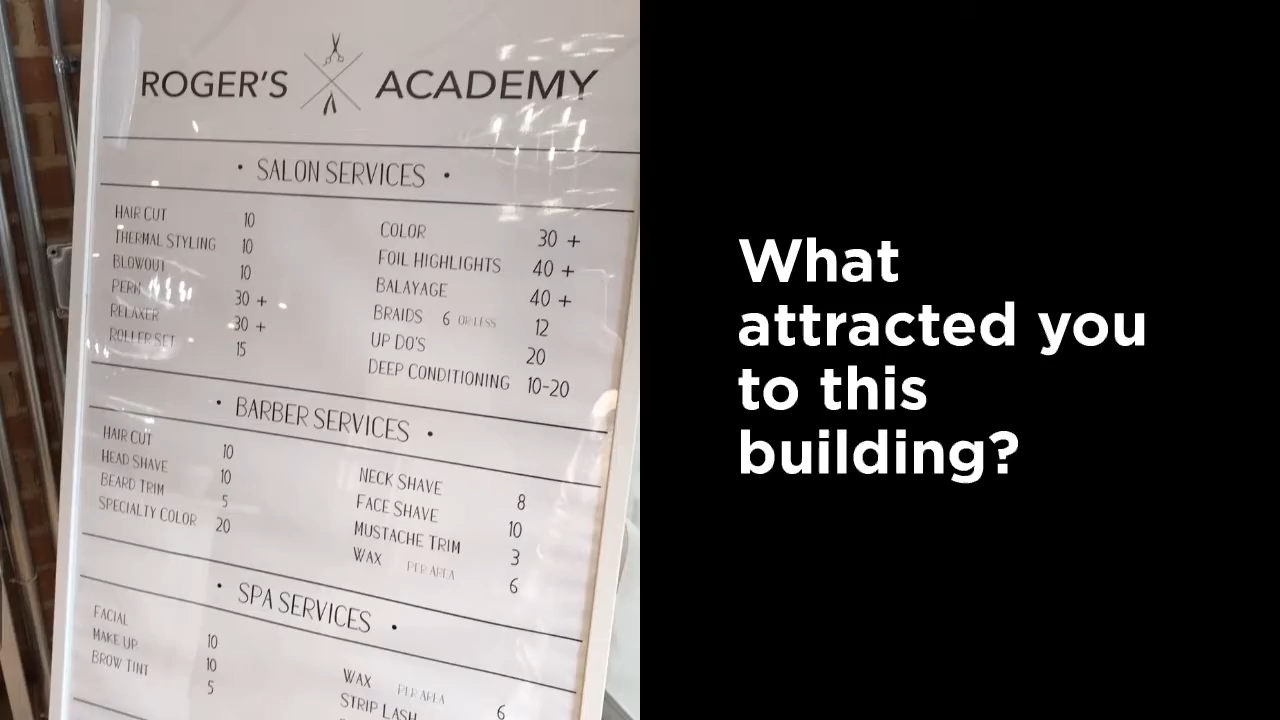 ROGER'S ACADEMY
• SALON SERVICES •
HAIR CUT 10
THERMAL STYLING 10
BLOWOUT 10
PERM 30 +
RELAXER 30 +
ROLLER SET 15
COLOR 30 +
FOIL HIGHLIGHTS 40 +
BALAYAGE 40 +
BRAIDS 6 OR LESS 12
UP DO'S 20
DEEP CONDITIONING 10-20
• BARBER SERVICES •
HAIR CUT 10
HEAD SHAVE 10
BEARD TRIM 5
SPECIALTY COLOR 20
NECK SHAVE 8
FACE SHAVE 10
MUSTACHE TRIM 3
WAX PER AREA 6
• SPA SERVICES •
FACIAL 10
MAKE UP 10
BROW TINT 5
WAX PER AREA 6
STRIP LASH
What
attracted you
to this
building?